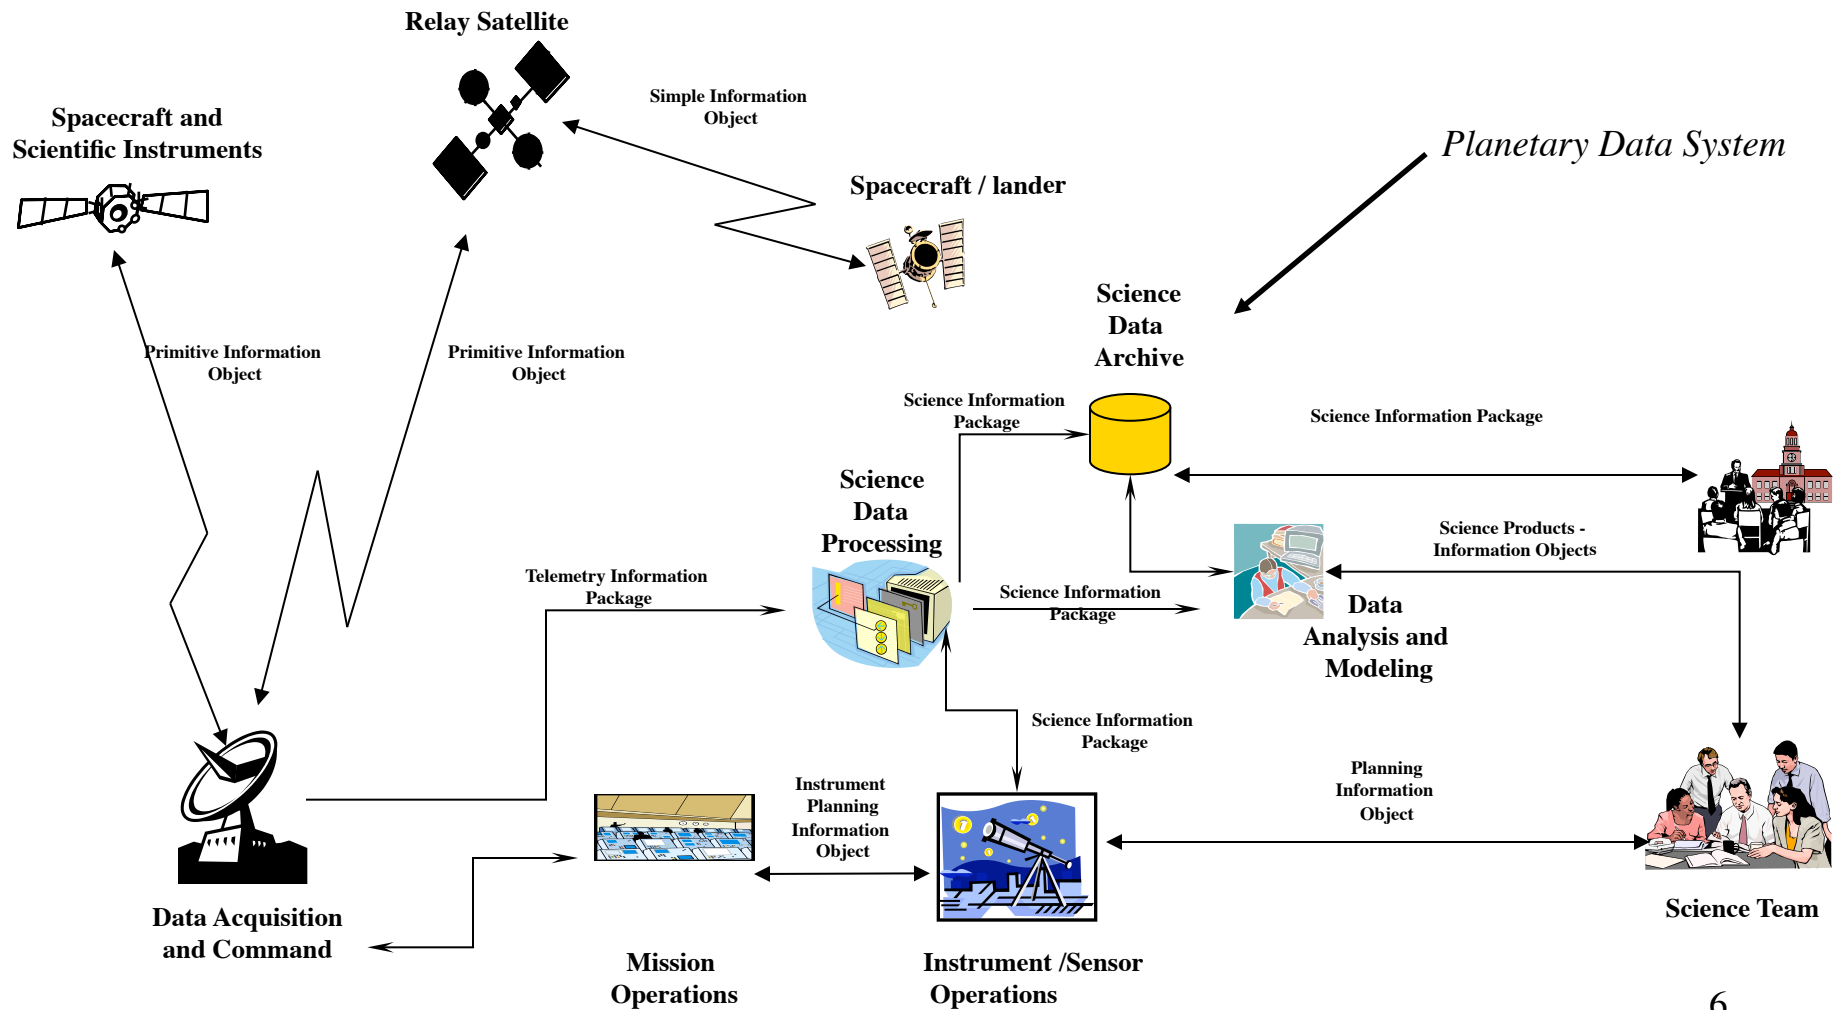 Relay Satellite
Simple Information
Object
Spacecraft and
Scientific Instruments
Planetary Data System
Spacecraft / lander
Science
Data
Archive
Primitive Information
Object
Primitive Information
Object
Science Information
Package
Science Information Package
Science
Data
Processing
Science Products -
Information Objects
Telemetry Information
Package
Science Information
Package
Data
Analysis and
Modeling
Science Information
Package
Planning
Information
Object
Instrument
Planning
Information
Object
Data Acquisition
and Command
Science Team
Mission
Operations
Instrument /Sensor
Operations
6